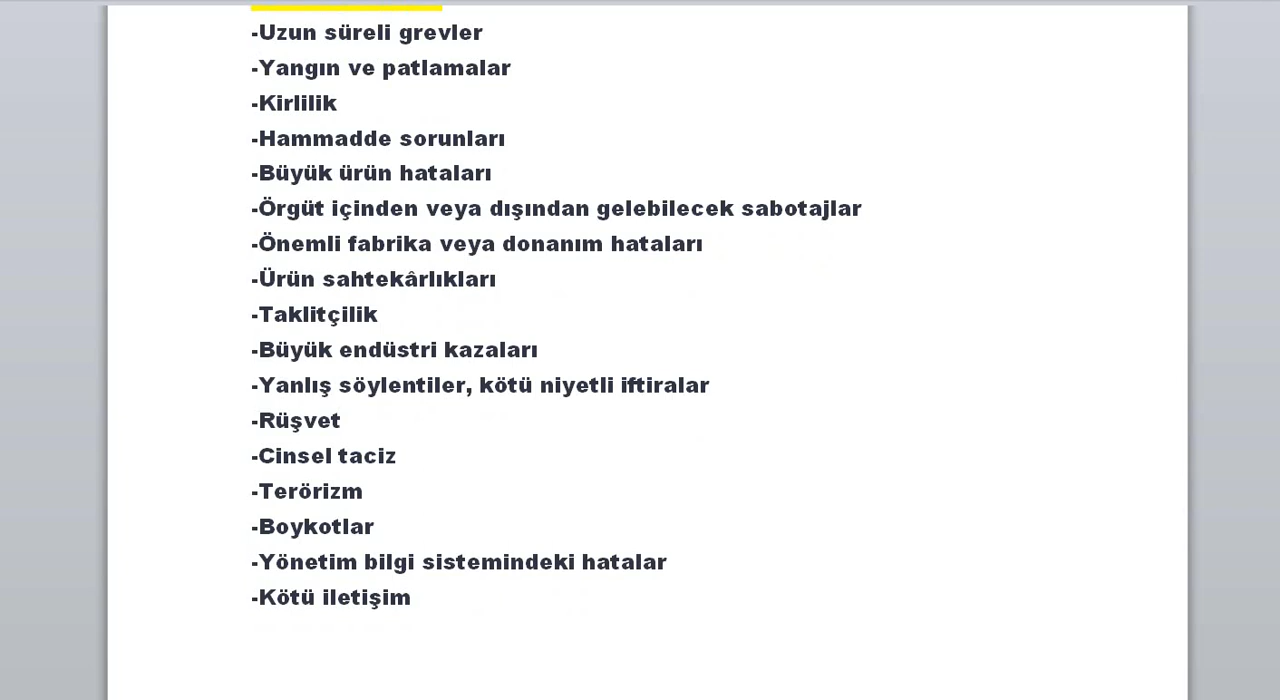 -Uzun süreli grevler
-Yangın ve patlamalar
-Kirlilik
-Hammadde sorunları
-Büyük ürün hataları
-Örgüt içinden veya dışından gelebilecek sabotajlar
-Önemli fabrika veya donanım hataları
-Ürün sahtekârlıkları
-Taklitçilik
-Büyük endüstri kazaları
-Yanlış söylentiler, kötü niyetli iftiralar
-Rüşvet
-Cinsel taciz
-Terörizm
-Boykotlar
-Yönetim bilgi sistemindeki hatalar
-Kötü iletişim